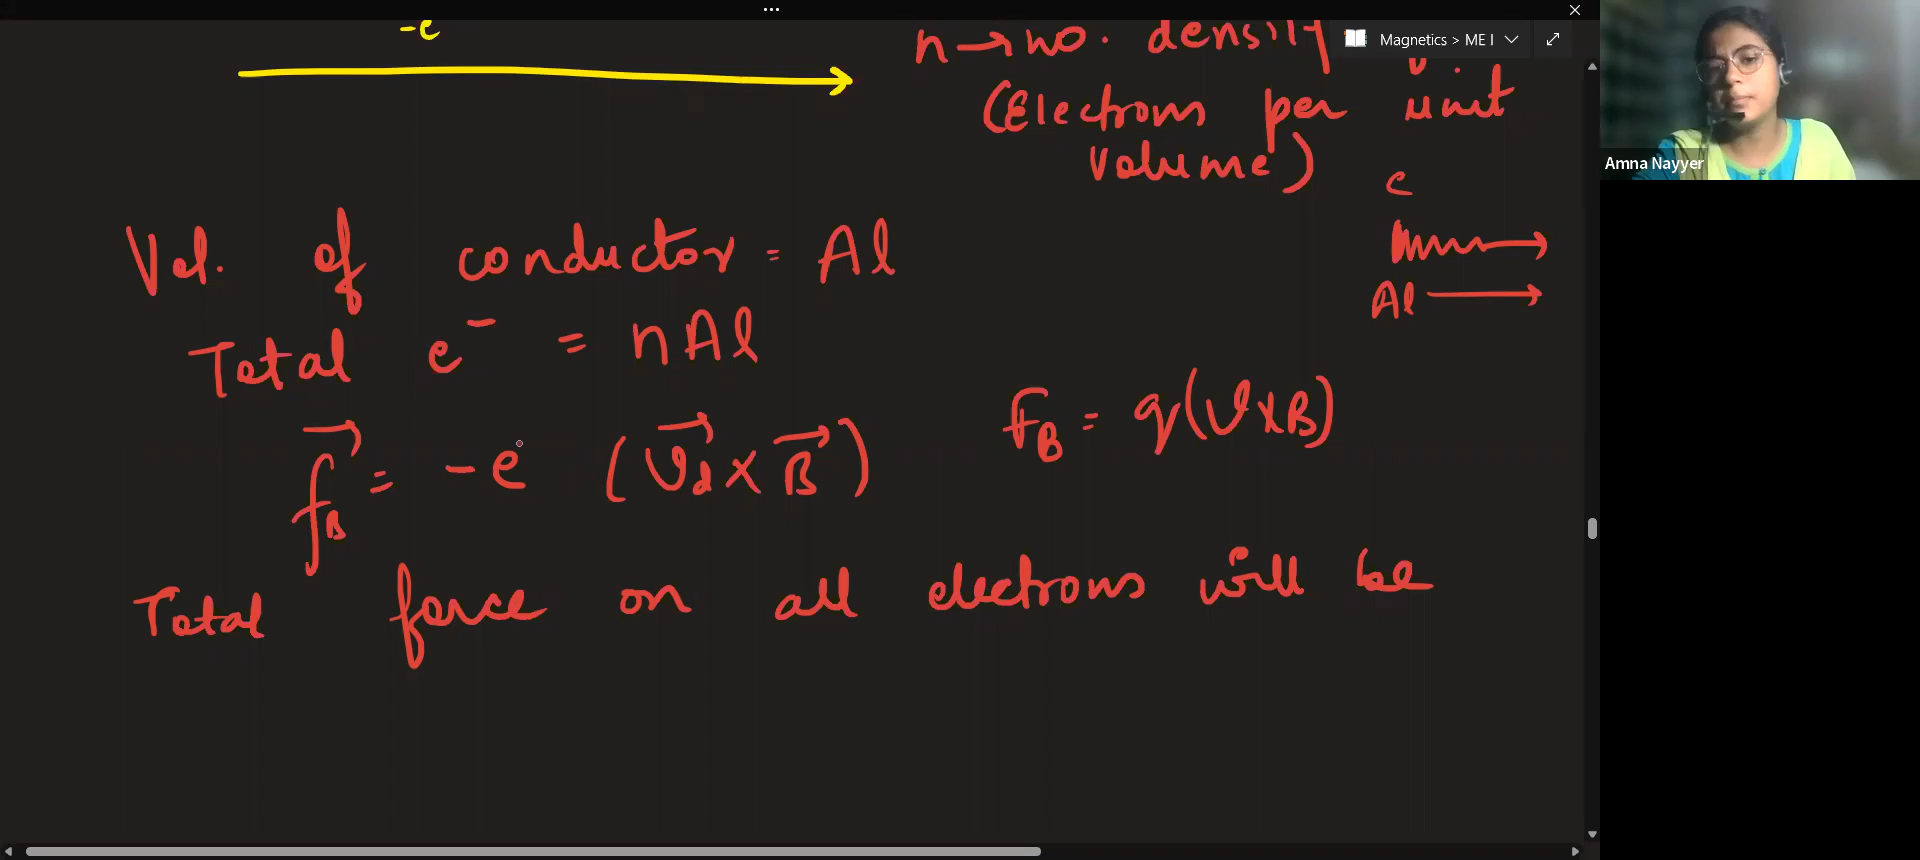 -e
n → no. density
Magnetics > ME I
(Electrons per unit
volume)
Amna Nayyer
e
Vol. of conductor = Al
Al
Total e⁻ = nAl
f_B = q(v×B)
f_B = -e (v_d × B)
Total force on all electrons will be